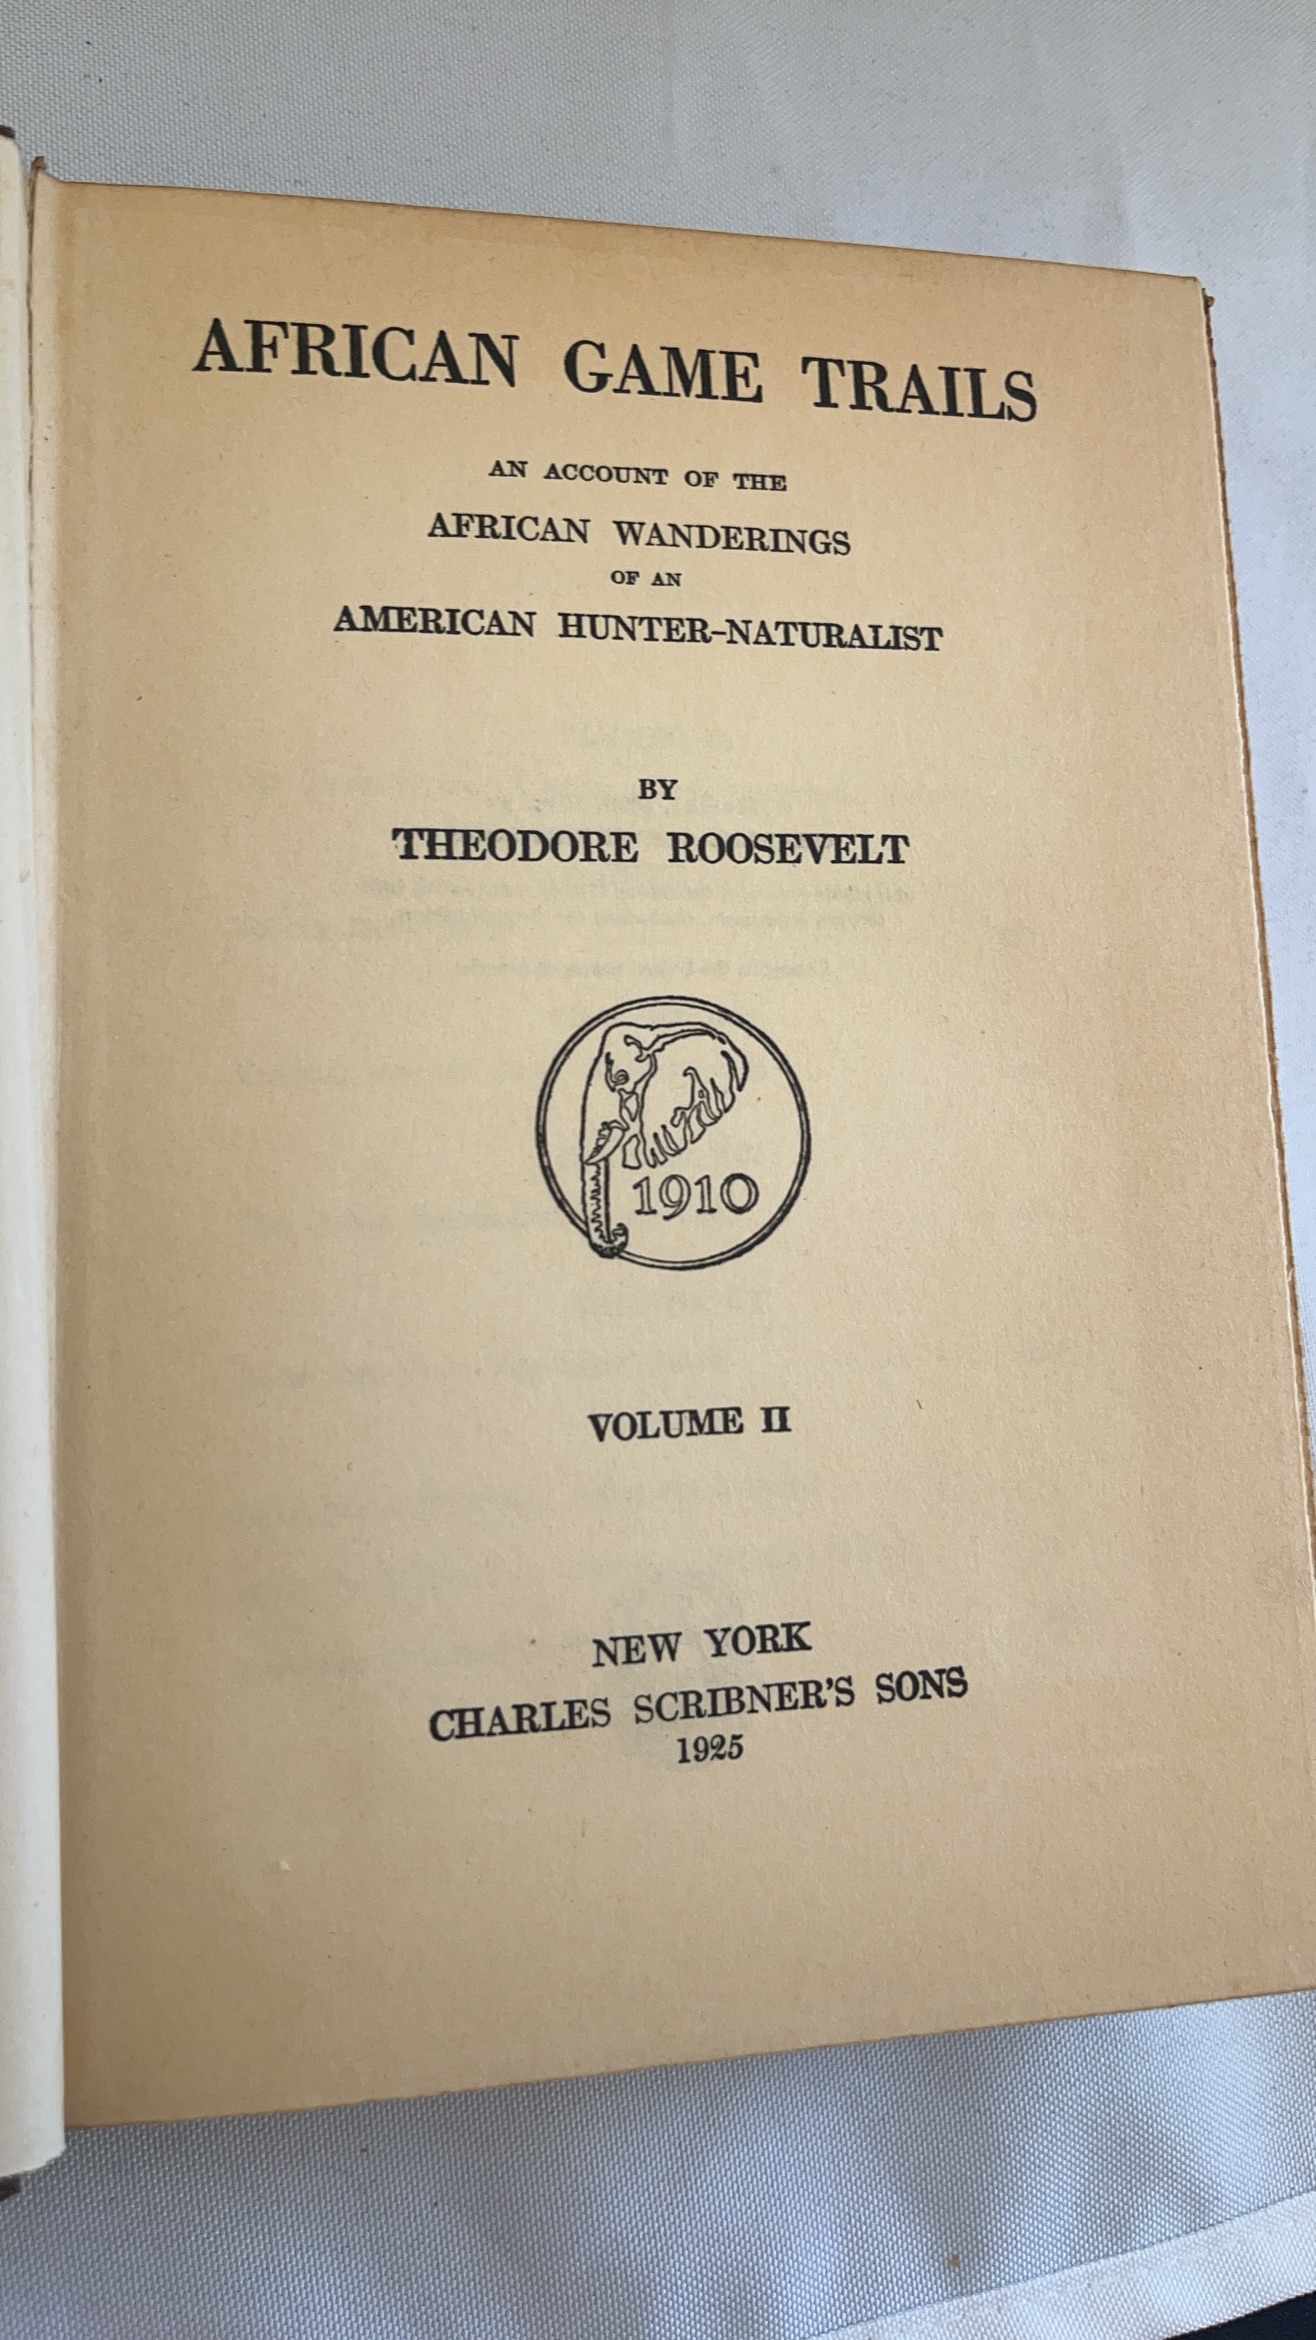 AFRICAN GAME TRAILS
AN ACCOUNT OF THE
AFRICAN WANDERINGS
OF AN
AMERICAN HUNTER-NATURALIST
BY
THEODORE ROOSEVELT
1910
VOLUME II
NEW YORK
CHARLES SCRIBNER'S SONS
1925